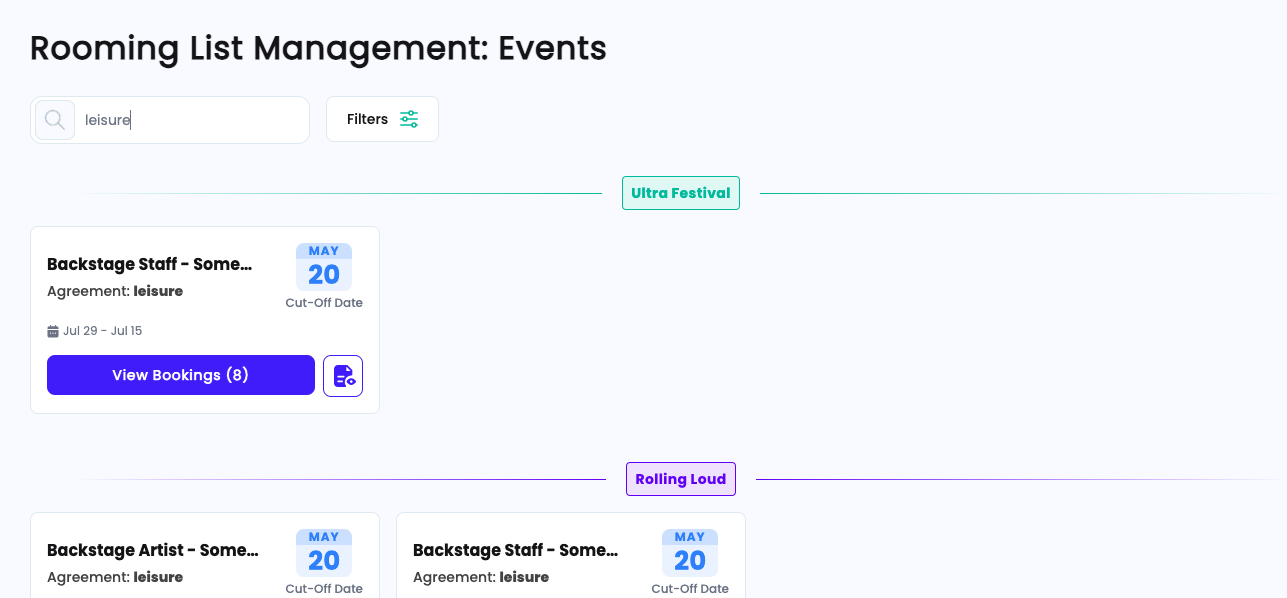 Rooming List Management: Events
leisure
Filters
Ultra Festival
Backstage Staff - Some...
Agreement: leisure
MAY
20
Cut-Off Date
Jul 29 - Jul 15
View Bookings (8)
Rolling Loud
Backstage Artist - Some...
Agreement: leisure
MAY
20
Cut-Off Date
Backstage Staff - Some...
Agreement: leisure
MAY
20
Cut-Off Date